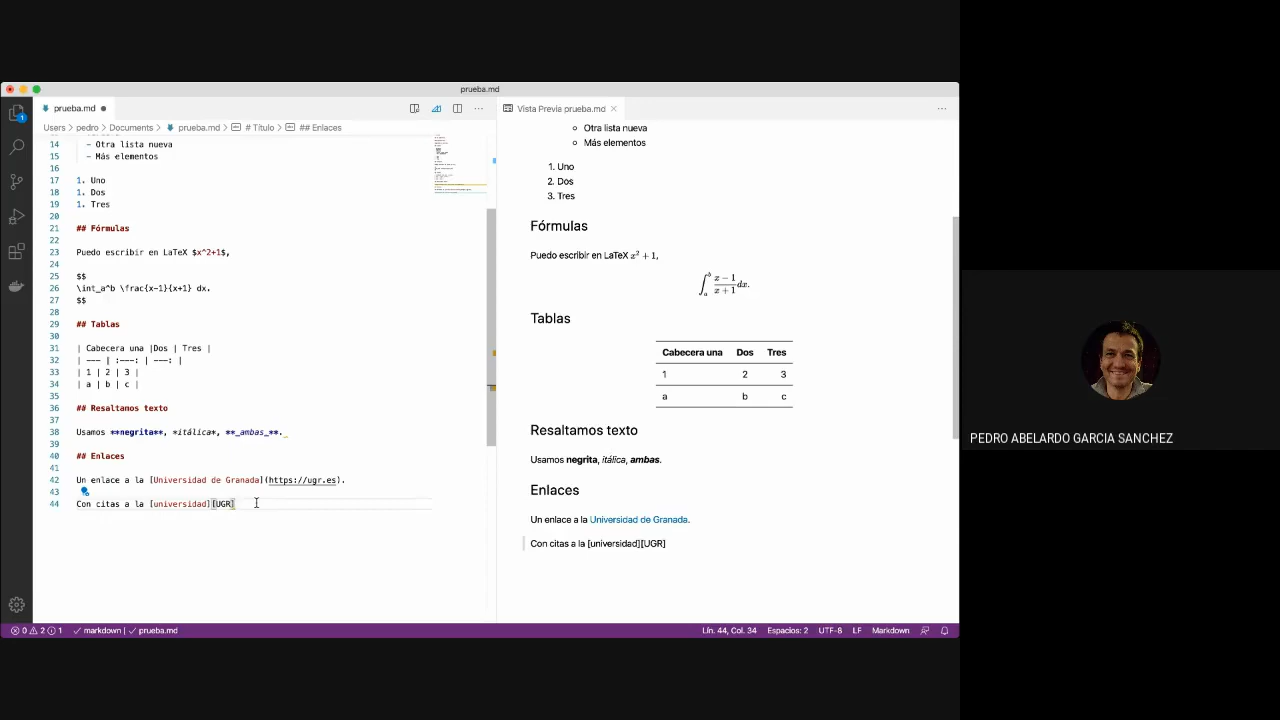 prueba.md
prueba.md
Vista Previa prueba.md
Users > pedro > Documents > prueba.md > # Título > ## Enlaces
14 - Otra lista nueva
15 - Más elementos
16
17 1. Uno
18 1. Dos
19 1. Tres
20
21 ## Fórmulas
22
23 Puedo escribir en LaTeX $x^2+1$,
24
25 $$
26 \int_a^b \frac{x-1}{x+1} dx.
27 $$
28
29 ## Tablas
30
31 | Cabecera una |Dos | Tres |
32 | --- | :---: | ---: |
33 | 1 | 2 | 3 |
34 | a | b | c |
35
36 ## Resaltamos texto
37
38 Usamos **negrita**, *itálica*, **_ambas_**.
39
40 ## Enlaces
41
42 Un enlace a la [Universidad de Granada](https://ugr.es).
43
44 Con citas a la [universidad][UGR]
Otra lista nueva
Más elementos
1. Uno
2. Dos
3. Tres
Fórmulas
Puedo escribir en LaTeX x² + 1,
∫ₐᵇ (x − 1)/(x + 1) dx.
Tablas
Cabecera una Dos Tres
1 2 3
a b c
Resaltamos texto
Usamos negrita, itálica, ambas.
Enlaces
Un enlace a la Universidad de Granada.
Con citas a la [universidad][UGR]
PEDRO ABELARDO GARCIA SANCHEZ
1
0 2 1 markdown | prueba.md
Lín. 44, Col. 34 Espacios: 2 UTF-8 LF Markdown